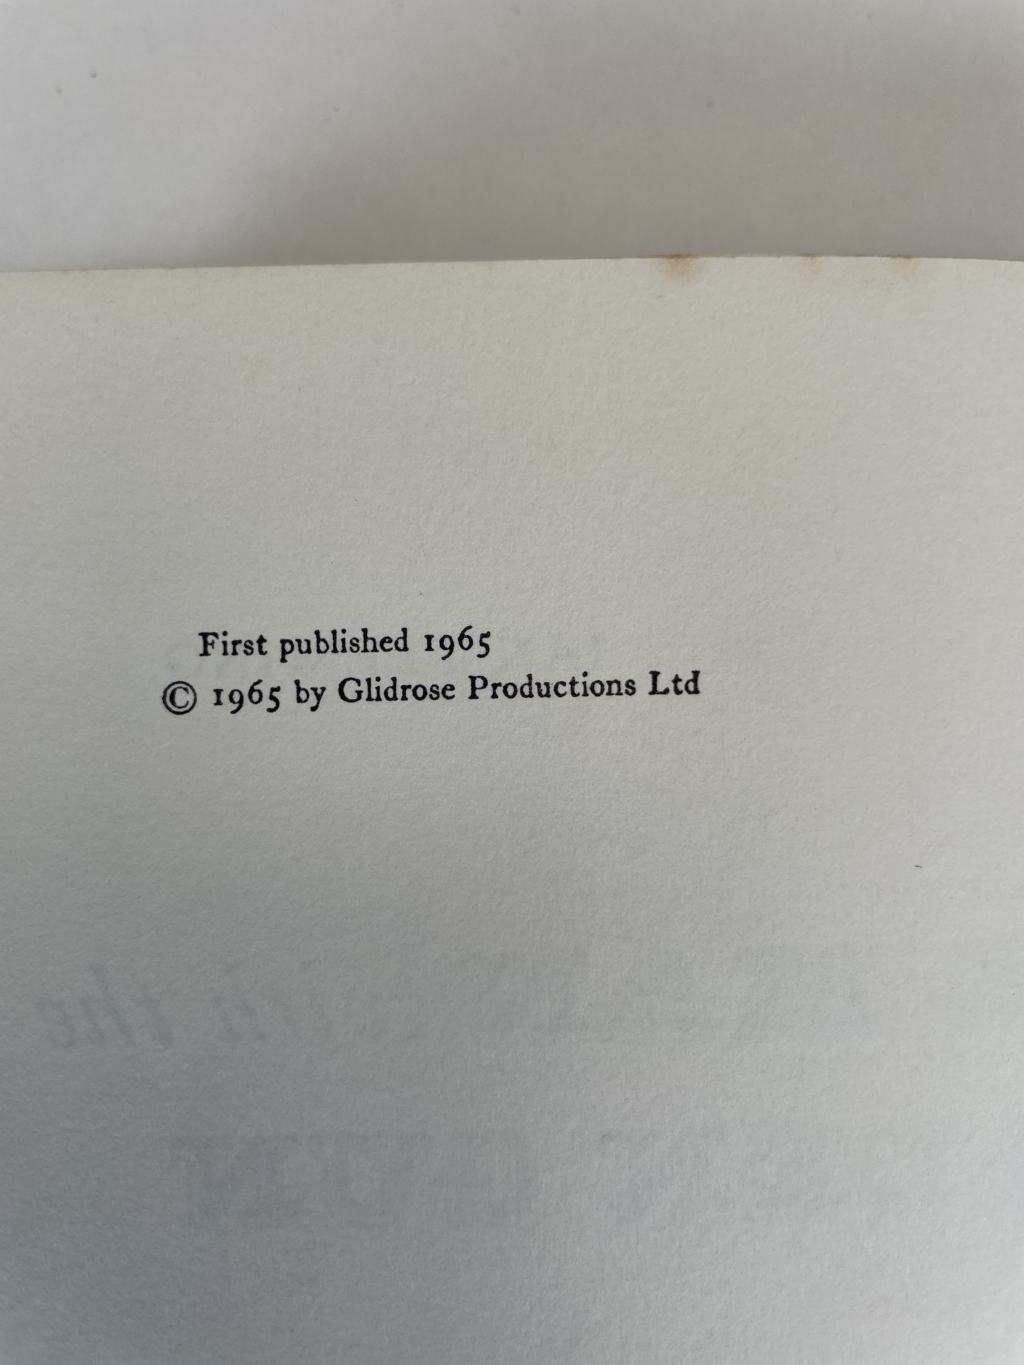 First published 1965
© 1965 by Glidrose Productions Ltd